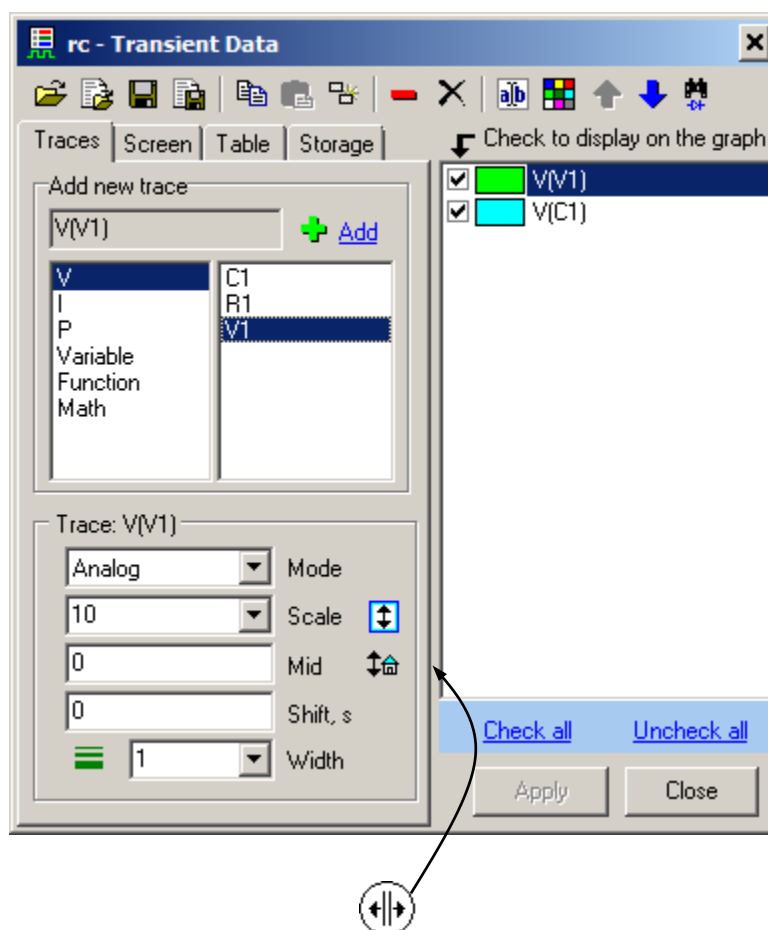 rc - Transient Data
Traces Screen Table Storage
Check to display on the graph
Add new trace
V(V1) Add
V
I
P
Variable
Function
Math
C1
R1
V1
V(V1)
V(C1)
Trace: V(V1)
Analog Mode
10 Scale
0 Mid
0 Shift, s
1 Width
Check all Uncheck all
Apply Close